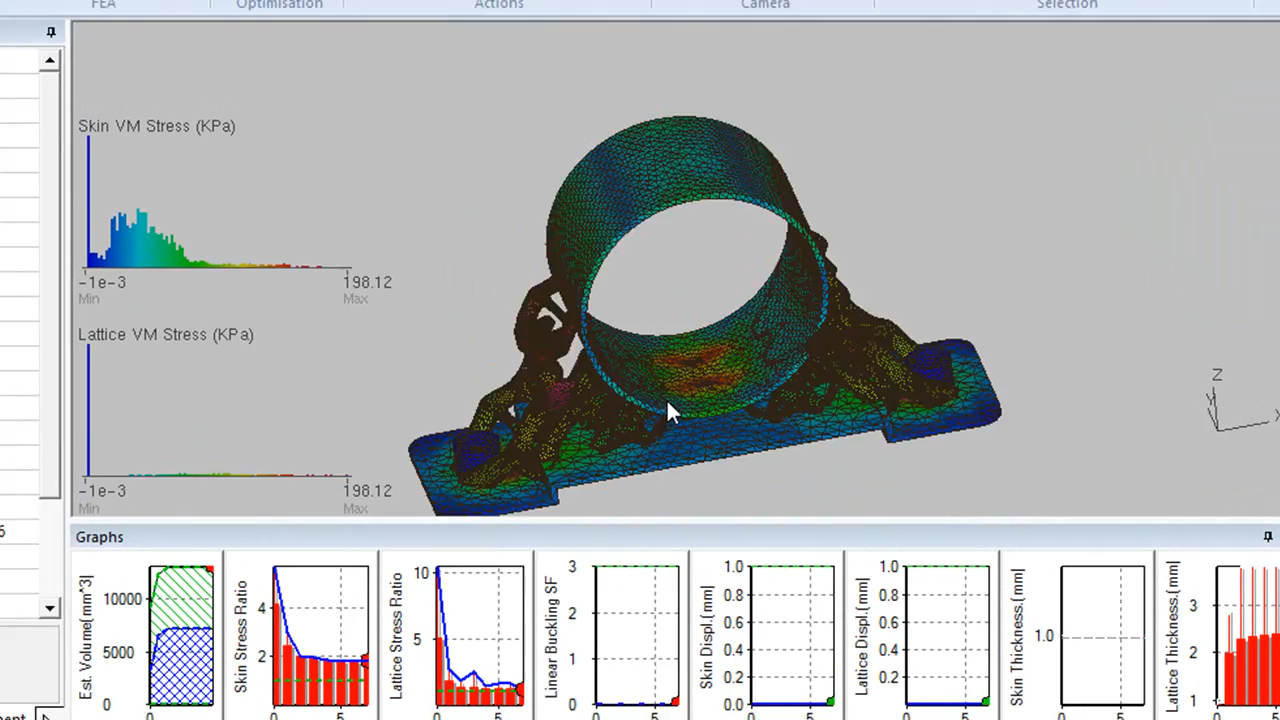 FEA
Optimisation
Actions
Camera
Selection
Skin VM Stress (KPa)
-1e-3
198.12
Min
Max
Lattice VM Stress (KPa)
-1e-3
198.12
Min
Max
Z
Graphs
Est. Volume[mm^3]
10000
5000
0
0
Skin Stress Ratio
4
2
0
5
Lattice Stress Ratio
10
5
0
5
Linear Buckling SF
3
2
1
0
0
5
Skin Displ.[mm]
1.0
0.8
0.6
0.4
0.2
0
5
Lattice Displ.[mm]
1.0
0.8
0.6
0.4
0.2
0
5
Skin Thickness.[mm]
1.0
0
5
Lattice Thickness.[mm]
3
2
1
0